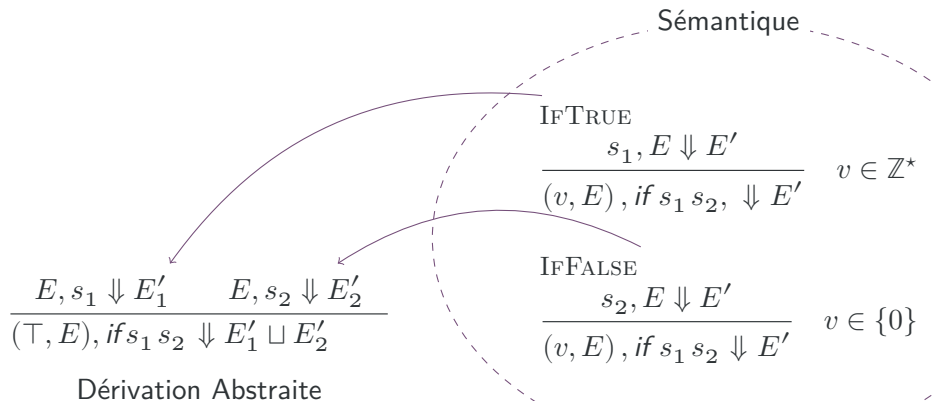 Sémantique
IFTRUE
s₁, E ⇓ E′
(v, E) , if s₁ s₂, ⇓ E′    v ∈ ℤ⋆
IFFALSE
s₂, E ⇓ E′
(v, E) , if s₁ s₂ ⇓ E′    v ∈ {0}
E, s₁ ⇓ E′₁    E, s₂ ⇓ E′₂
(⊤, E), if s₁ s₂ ⇓ E′₁ ⊔ E′₂
Dérivation Abstraite